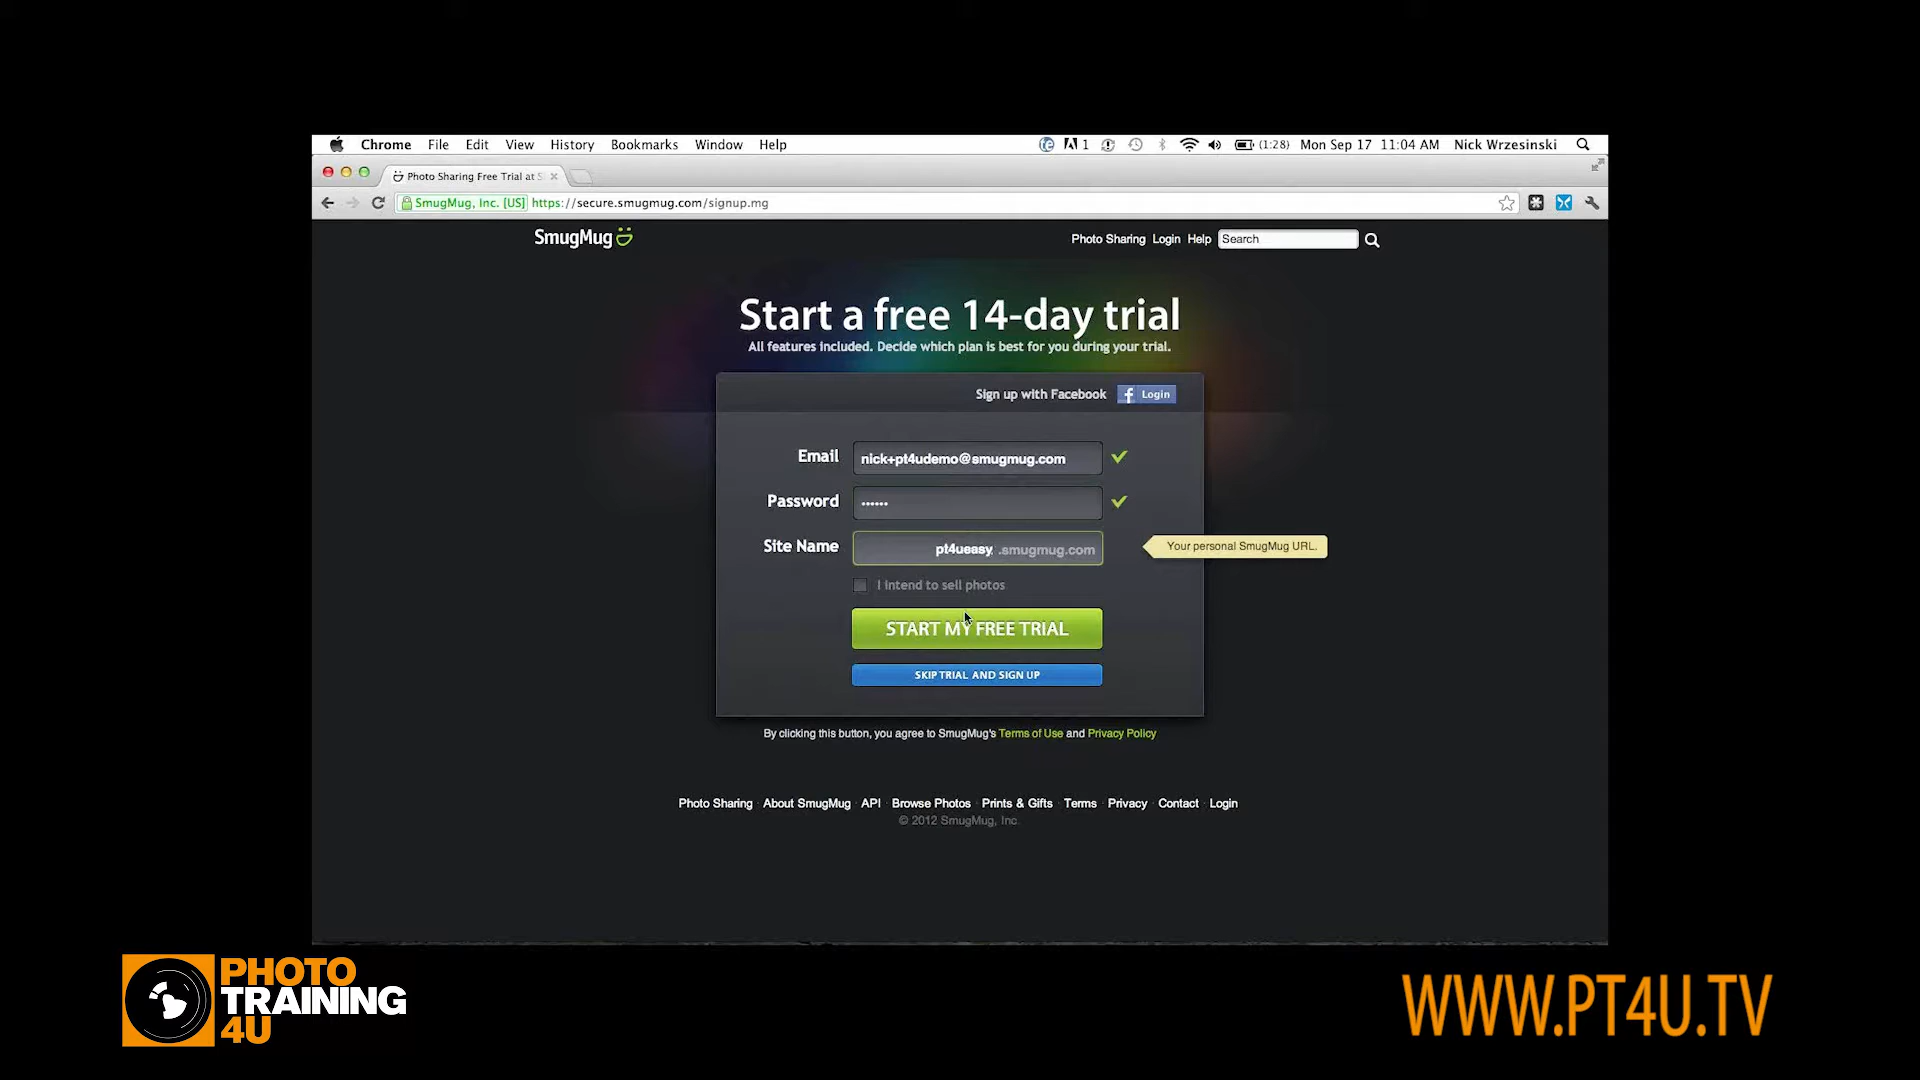 Chrome File Edit View History Bookmarks Window Help 1 (1:28) Mon Sep 17 11:04 AM Nick Wrzesinski
Photo Sharing Free Trial at S
SmugMug, Inc. [US] https://secure.smugmug.com/signup.mg
SmugMug Photo Sharing Login Help Search
Start a free 14-day trial
All features included. Decide which plan is best for you during your trial.
Sign up with Facebook f Login
Email nick+pt4udemo@smugmug.com
Password ••••••
Site Name pt4ueasy .smugmug.com Your personal SmugMug URL.
I intend to sell photos
START MY FREE TRIAL
SKIP TRIAL AND SIGN UP
By clicking this button, you agree to SmugMug's Terms of Use and Privacy Policy
Photo Sharing · About SmugMug · API · Browse Photos · Prints & Gifts · Terms · Privacy · Contact · Login
© 2012 SmugMug, Inc.
PHOTO
TRAINING
4U
WWW.PT4U.TV